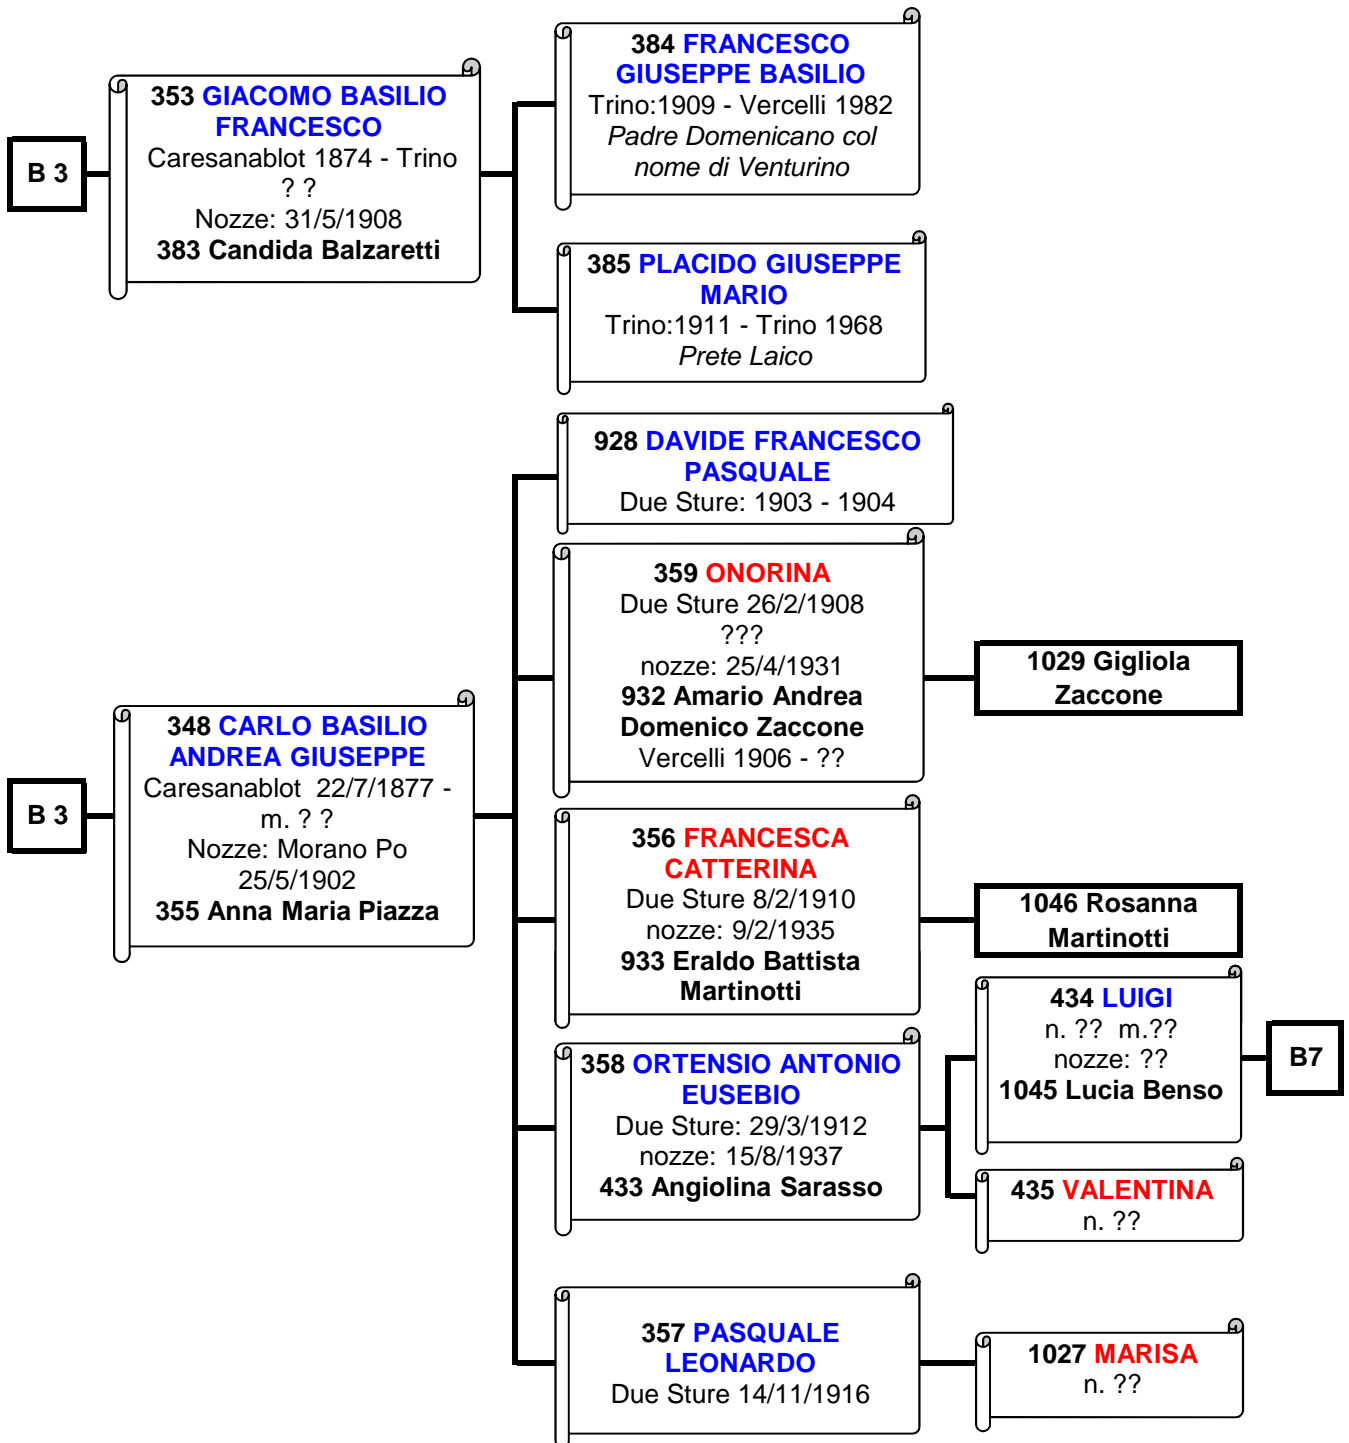 B 3
353 GIACOMO BASILIO
FRANCESCO
Caresanablot 1874 - Trino
? ?
Nozze: 31/5/1908
383 Candida Balzaretti
384 FRANCESCO
GIUSEPPE BASILIO
Trino:1909 - Vercelli 1982
Padre Domenicano col
nome di Venturino
385 PLACIDO GIUSEPPE
MARIO
Trino:1911 - Trino 1968
Prete Laico
B 3
348 CARLO BASILIO
ANDREA GIUSEPPE
Caresanablot 22/7/1877 -
m. ? ?
Nozze: Morano Po
25/5/1902
355 Anna Maria Piazza
928 DAVIDE FRANCESCO
PASQUALE
Due Sture: 1903 - 1904
359 ONORINA
Due Sture 26/2/1908
???
nozze: 25/4/1931
932 Amario Andrea
Domenico Zaccone
Vercelli 1906 - ??
1029 Gigliola
Zaccone
356 FRANCESCA
CATTERINA
Due Sture 8/2/1910
nozze: 9/2/1935
933 Eraldo Battista
Martinotti
1046 Rosanna
Martinotti
358 ORTENSIO ANTONIO
EUSEBIO
Due Sture: 29/3/1912
nozze: 15/8/1937
433 Angiolina Sarasso
434 LUIGI
n. ?? m.??
nozze: ??
1045 Lucia Benso
B7
435 VALENTINA
n. ??
357 PASQUALE
LEONARDO
Due Sture 14/11/1916
1027 MARISA
n. ??